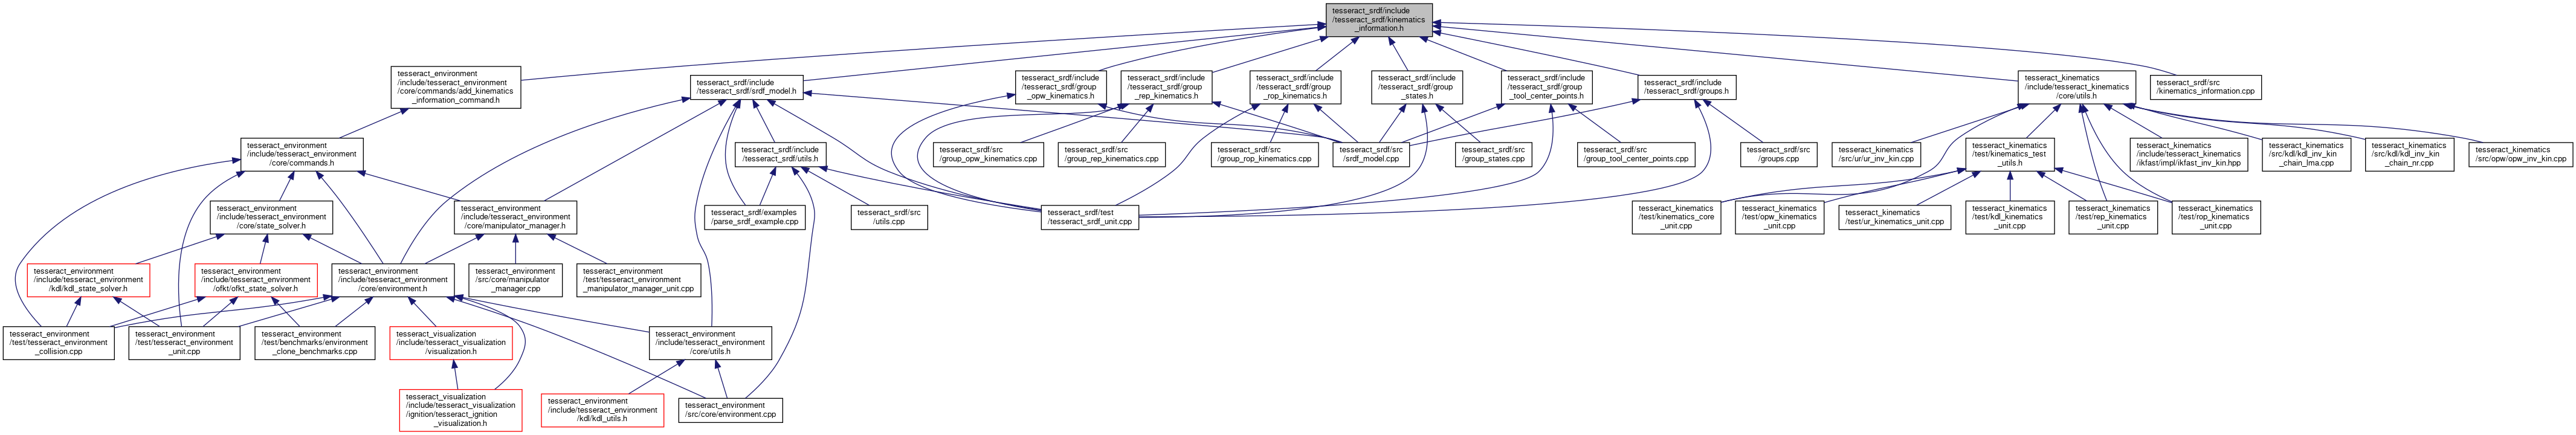 tesseract_srdf/include
/tesseract_srdf/kinematics
_information.h
tesseract_environment
/include/tesseract_environment
/core/commands/add_kinematics
_information_command.h
tesseract_srdf/include
/tesseract_srdf/srdf_model.h
tesseract_srdf/include
/tesseract_srdf/group
_opw_kinematics.h
tesseract_srdf/include
/tesseract_srdf/group
_rep_kinematics.h
tesseract_srdf/include
/tesseract_srdf/group
_rop_kinematics.h
tesseract_srdf/include
/tesseract_srdf/group
_states.h
tesseract_srdf/include
/tesseract_srdf/group
_tool_center_points.h
tesseract_srdf/include
/tesseract_srdf/groups.h
tesseract_kinematics
/include/tesseract_kinematics
/core/utils.h
tesseract_srdf/src
/kinematics_information.cpp
tesseract_environment
/include/tesseract_environment
/core/commands.h
tesseract_srdf/include
/tesseract_srdf/utils.h
tesseract_srdf/src
/group_opw_kinematics.cpp
tesseract_srdf/src
/group_rep_kinematics.cpp
tesseract_srdf/src
/group_rop_kinematics.cpp
tesseract_srdf/src
/srdf_model.cpp
tesseract_srdf/src
/group_states.cpp
tesseract_srdf/src
/group_tool_center_points.cpp
tesseract_srdf/src
/groups.cpp
tesseract_kinematics
/src/ur/ur_inv_kin.cpp
tesseract_kinematics
/test/kinematics_test
_utils.h
tesseract_kinematics
/include/tesseract_kinematics
/ikfast/impl/ikfast_inv_kin.hpp
tesseract_kinematics
/src/kdl/kdl_inv_kin
_chain_lma.cpp
tesseract_kinematics
/src/kdl/kdl_inv_kin
_chain_nr.cpp
tesseract_kinematics
/src/opw/opw_inv_kin.cpp
tesseract_environment
/include/tesseract_environment
/core/state_solver.h
tesseract_environment
/include/tesseract_environment
/core/manipulator_manager.h
tesseract_srdf/examples
/parse_srdf_example.cpp
tesseract_srdf/src
/utils.cpp
tesseract_srdf/test
/tesseract_srdf_unit.cpp
tesseract_kinematics
/test/kinematics_core
_unit.cpp
tesseract_kinematics
/test/opw_kinematics
_unit.cpp
tesseract_kinematics
/test/ur_kinematics_unit.cpp
tesseract_kinematics
/test/kdl_kinematics
_unit.cpp
tesseract_kinematics
/test/rep_kinematics
_unit.cpp
tesseract_kinematics
/test/rop_kinematics
_unit.cpp
tesseract_environment
/include/tesseract_environment
/kdl/kdl_state_solver.h
tesseract_environment
/include/tesseract_environment
/ofkt/ofkt_state_solver.h
tesseract_environment
/include/tesseract_environment
/core/environment.h
tesseract_environment
/src/core/manipulator
_manager.cpp
tesseract_environment
/test/tesseract_environment
_manipulator_manager_unit.cpp
tesseract_environment
/test/tesseract_environment
_collision.cpp
tesseract_environment
/test/tesseract_environment
_unit.cpp
tesseract_environment
/test/benchmarks/environment
_clone_benchmarks.cpp
tesseract_visualization
/include/tesseract_visualization
/visualization.h
tesseract_environment
/include/tesseract_environment
/core/utils.h
tesseract_visualization
/include/tesseract_visualization
/ignition/tesseract_ignition
_visualization.h
tesseract_environment
/include/tesseract_environment
/kdl/kdl_utils.h
tesseract_environment
/src/core/environment.cpp